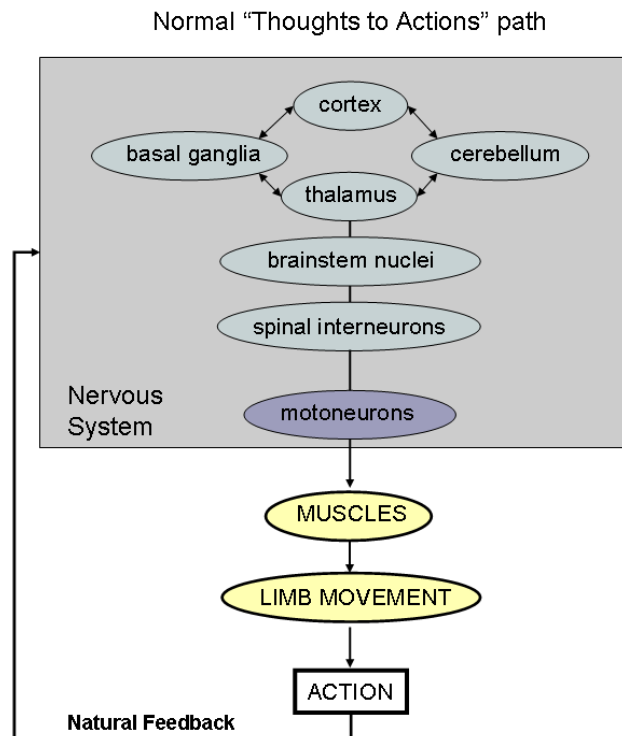 Normal “Thoughts to Actions” path
cortex
basal ganglia
cerebellum
thalamus
brainstem nuclei
spinal interneurons
Nervous
System
motoneurons
MUSCLES
LIMB MOVEMENT
ACTION
Natural Feedback